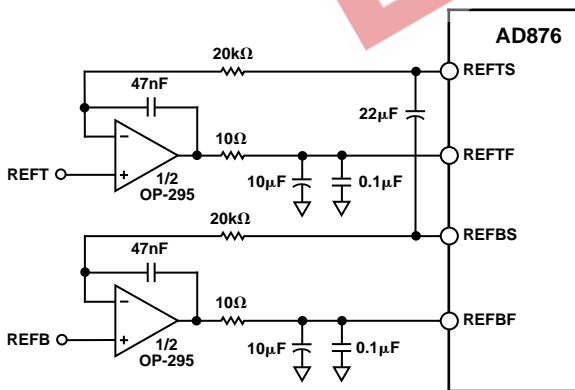 AD876
20kΩ
REFTS
47nF
22µF
10Ω
REFTF
REFT
1/2
OP-295
10µF
0.1µF
20kΩ
REFBS
47nF
10Ω
REFBF
REFB
1/2
OP-295
10µF
0.1µF